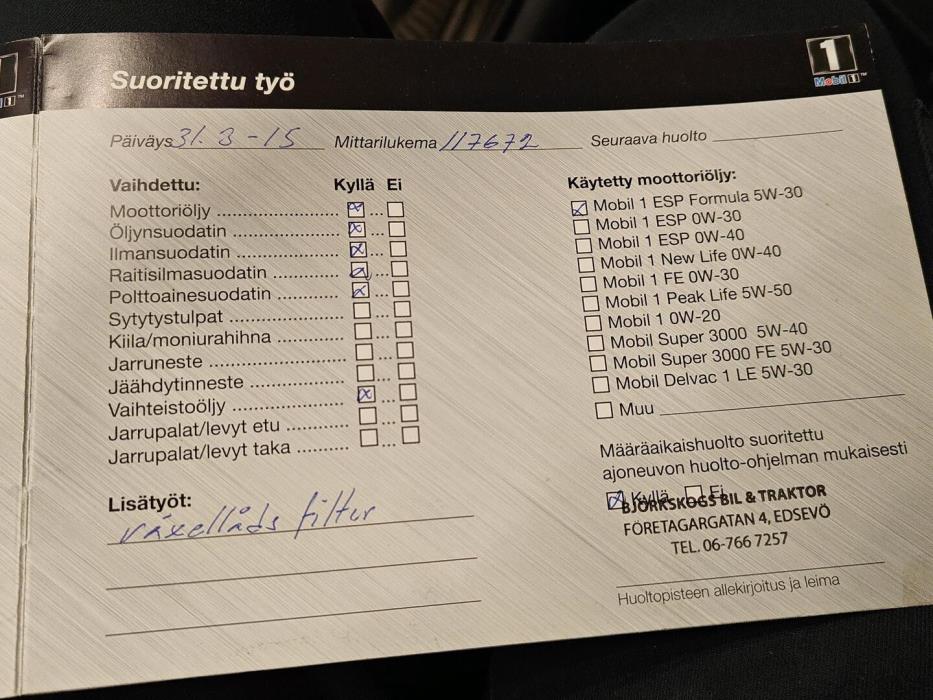 Suoritettu työ
1
Mobil 1™
Päiväys 31.3-15 Mittarilukema 117672 Seuraava huolto
Vaihdettu: Kyllä Ei
Moottoriöljy
Öljynsuodatin
Ilmansuodatin
Raitisilmasuodatin
Polttoainesuodatin
Sytytystulpat
Kiila/moniurahihna
Jarruneste
Jäähdytinneste
Vaihteistoöljy
Jarrupalat/levyt etu
Jarrupalat/levyt taka
Lisätyöt:
växellåds filter
Käytetty moottoriöljy:
Mobil 1 ESP Formula 5W-30
Mobil 1 ESP 0W-30
Mobil 1 ESP 0W-40
Mobil 1 New Life 0W-40
Mobil 1 FE 0W-30
Mobil 1 Peak Life 5W-50
Mobil 1 0W-20
Mobil Super 3000 5W-40
Mobil Super 3000 FE 5W-30
Mobil Delvac 1 LE 5W-30
Muu
Määräaikaishuolto suoritettu
ajoneuvon huolto-ohjelman mukaisesti
Kyllä Ei
BJÖRKSKOGS BIL & TRAKTOR
FÖRETAGARGATAN 4, EDSEVÖ
TEL. 06-766 7257
Huoltopisteen allekirjoitus ja leima